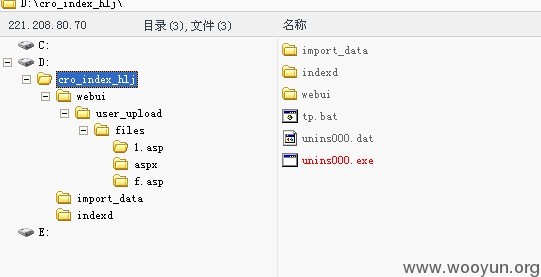 D:\cro_index_hlj\
221.208.80.70 目录(3),文件(3) 名称
C:
D:
cro_index_hlj
webui
user_upload
files
1.asp
aspx
f.asp
import_data
indexd
E:
import_data
indexd
webui
tp.bat
unins000.dat
unins000.exe
www.wooyun.org